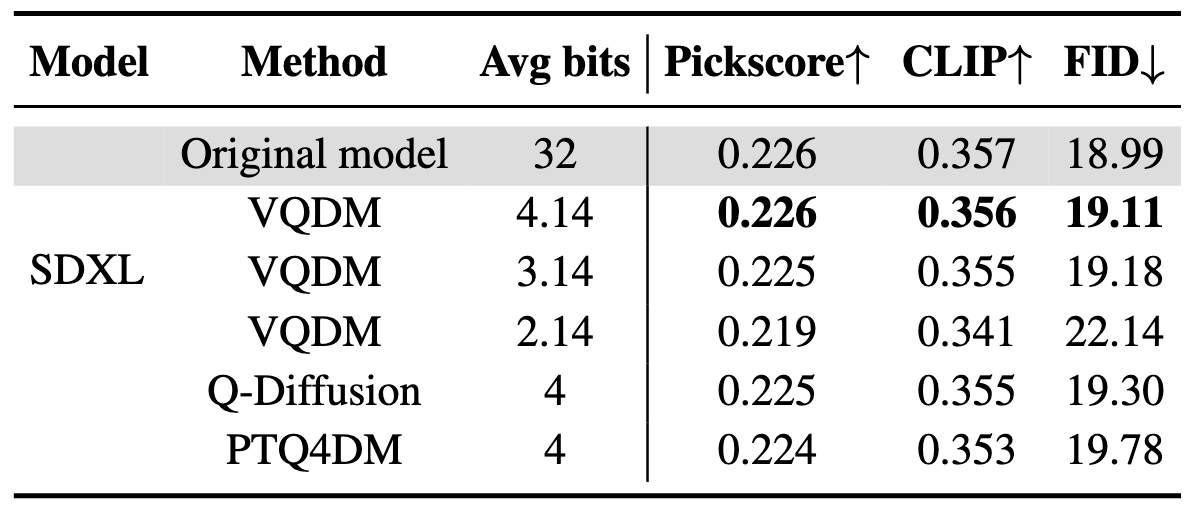 Model Method Avg bits Pickscore↑ CLIP↑ FID↓
Original model 32 0.226 0.357 18.99
VQDM 4.14 0.226 0.356 19.11
SDXL VQDM 3.14 0.225 0.355 19.18
VQDM 2.14 0.219 0.341 22.14
Q-Diffusion 4 0.225 0.355 19.30
PTQ4DM 4 0.224 0.353 19.78